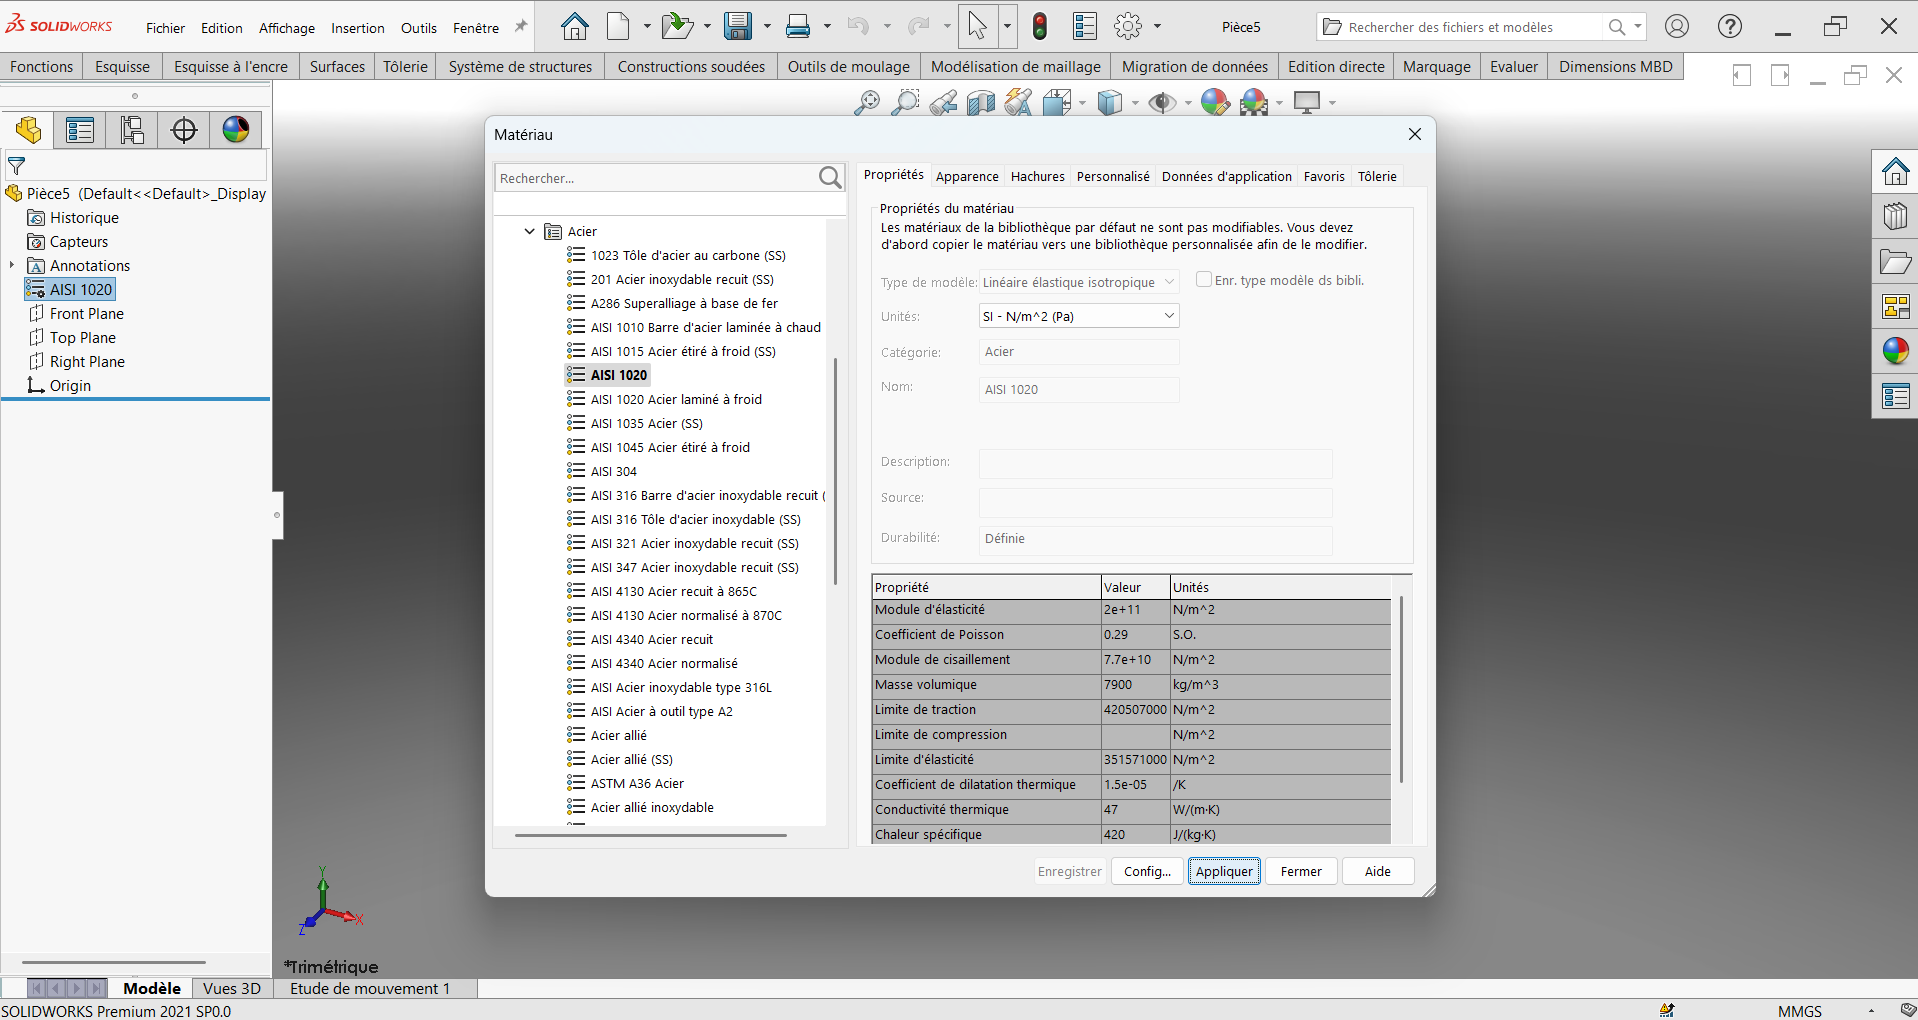 SOLIDWORKS
Fichier Edition Affichage Insertion Outils Fenêtre
Pièce5
Rechercher des fichiers et modèles
Fonctions Esquisse Esquisse à l'encre Surfaces Tôlerie Système de structures Constructions soudées Outils de moulage Modélisation de maillage Migration de données Edition directe Marquage Evaluer Dimensions MBD
Pièce5 (Default<<Default>_Display
Historique
Capteurs
Annotations
AISI 1020
Front Plane
Top Plane
Right Plane
Origin
Matériau
Rechercher...
Acier
1023 Tôle d'acier au carbone (SS)
201 Acier inoxydable recuit (SS)
A286 Superalliage à base de fer
AISI 1010 Barre d'acier laminée à chaud
AISI 1015 Acier étiré à froid (SS)
AISI 1020
AISI 1020 Acier laminé à froid
AISI 1035 Acier (SS)
AISI 1045 Acier étiré à froid
AISI 304
AISI 316 Barre d'acier inoxydable recuit (
AISI 316 Tôle d'acier inoxydable (SS)
AISI 321 Acier inoxydable recuit (SS)
AISI 347 Acier inoxydable recuit (SS)
AISI 4130 Acier recuit à 865C
AISI 4130 Acier normalisé à 870C
AISI 4340 Acier recuit
AISI 4340 Acier normalisé
AISI Acier inoxydable type 316L
AISI Acier à outil type A2
Acier allié
Acier allié (SS)
ASTM A36 Acier
Acier allié inoxydable
Propriétés Apparence Hachures Personnalisé Données d'application Favoris Tôlerie
Propriétés du matériau
Les matériaux de la bibliothèque par défaut ne sont pas modifiables. Vous devez
d'abord copier le matériau vers une bibliothèque personnalisée afin de le modifier.
Type de modèle: Linéaire élastique isotropique Enr. type modèle ds bibli.
Unités: SI - N/m^2 (Pa)
Catégorie: Acier
Nom: AISI 1020
Description:
Source:
Durabilité: Définie
Propriété Valeur Unités
Module d'élasticité 2e+11 N/m^2
Coefficient de Poisson 0.29 S.O.
Module de cisaillement 7.7e+10 N/m^2
Masse volumique 7900 kg/m^3
Limite de traction 420507000 N/m^2
Limite de compression N/m^2
Limite d'élasticité 351571000 N/m^2
Coefficient de dilatation thermique 1.5e-05 /K
Conductivité thermique 47 W/(m·K)
Chaleur spécifique 420 J/(kg·K)
Enregistrer Config... Appliquer Fermer Aide
Y
X
Z
*Trimétrique
Modèle Vues 3D Etude de mouvement 1
SOLIDWORKS Premium 2021 SP0.0
MMGS